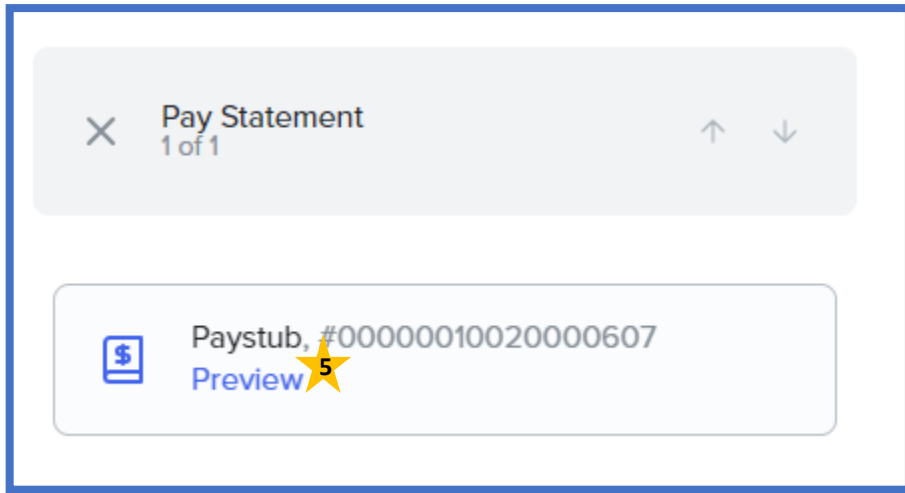 Pay Statement
1 of 1
$
Paystub, #00000010020000607
Preview
5